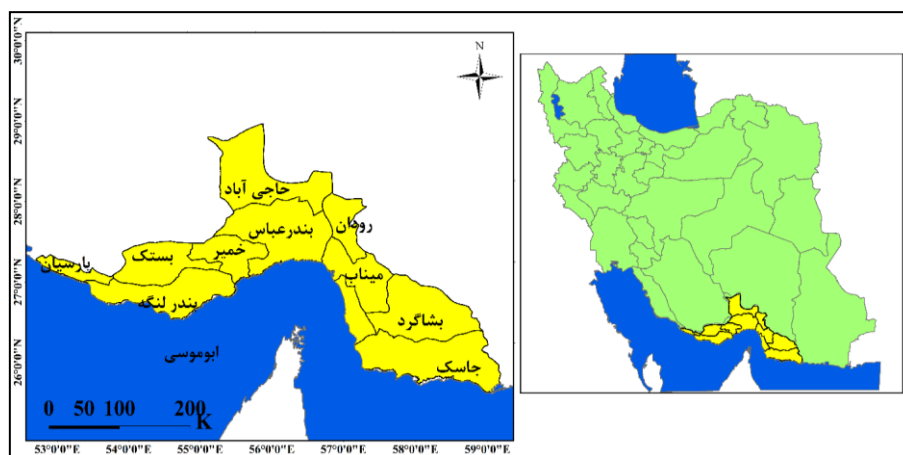 30°0'0"N
29°0'0"N
28°0'0"N
27°0'0"N
26°0'0"N
N
حاجی آباد
رودان
بندرعباس
خمیر
بستک
پارسیان
میناب
بندر لنگه
بشاگرد
ابوموسی
جاسک
0 50 100 200
K
53°0'0"E 54°0'0"E 55°0'0"E 56°0'0"E 57°0'0"E 58°0'0"E 59°0'0"E